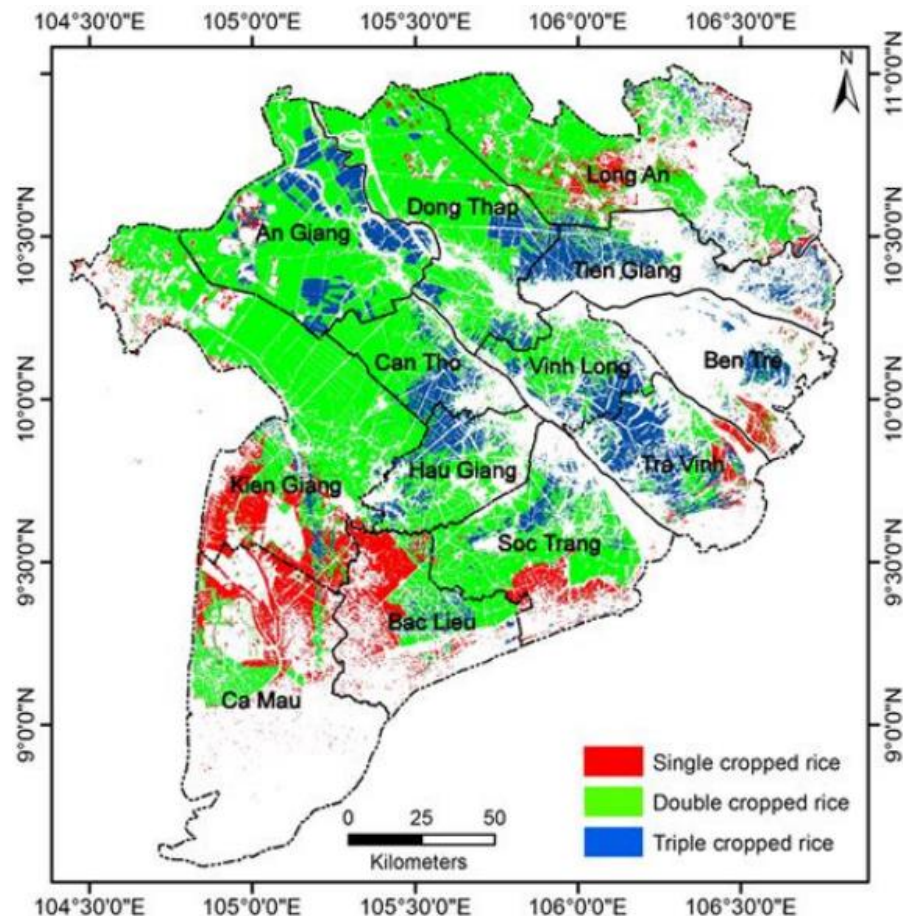 104°30'0"E 105°0'0"E 105°30'0"E 106°0'0"E 106°30'0"E
N
11°0'0"N
Long An
Dong Thap
10°30'0"N 10°30'0"N
An Giang
Tien Giang
Can Tho Vinh Long Ben Tre
10°0'0"N 10°0'0"N
Tra Vinh
Hau Giang
Kien Giang
Soc Trang
9°30'0"N 9°30'0"N
Bac Lieu
Ca Mau
9°0'0"N 9°0'0"N
Single cropped rice
Double cropped rice
Triple cropped rice
0 25 50
Kilometers
104°30'0"E 105°0'0"E 105°30'0"E 106°0'0"E 106°30'0"E